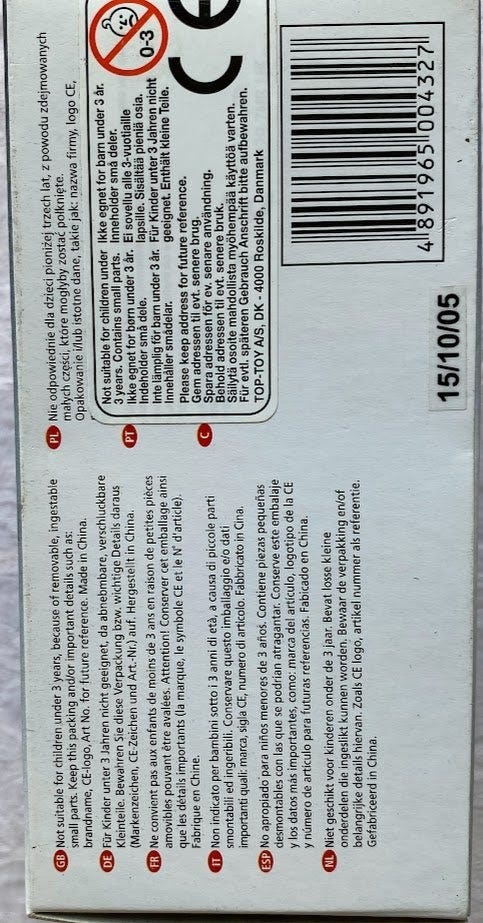 GB Not suitable for children under 3 years, because of removable, ingestable
small parts. Keep this packing and/or important details such as:
brandname, CE-logo, Art No. for future reference. Made in China.
DE Für Kinder unter 3 Jahren nicht geeignet, da abnehmbare, verschluckbare
Kleinteile. Bewahren Sie diese Verpackung bzw. wichtige Details daraus
(Markenzeichen, CE-Zeichen und Art.-Nr.) auf. Hergestellt in China.
FR Ne convient pas aux enfants de moins de 3 ans en raison de petites pièces
amovibles pouvant être avalées. Attention! Conserver cet emballage ainsi
que les détails importants (la marque, le symbole CE et le N° d'article).
Fabrique en Chine.
IT Non indicato per bambini sotto i 3 anni di età, a causa di piccole parti
smontabili ed ingeribili. Conservare questo imballaggio e/o dati
importanti quali: marca, sigla CE, numero di articolo. Fabbricato in Cina.
ESP No apropiado para niños menores de 3 años. Contiene piezas pequeñas
desmontables con las que se podrían atragantar. Conserve este embalaje
y los datos más importantes, como: marca del artículo, logotipo de la CE
y número de artículo para futuras referencias. Fabicado en China.
NL Niet geschikt voor kinderen onder de 3 jaar. Bevat losse kleine
onderdelen die ingeslikt kunnen worden. Bewaar de verpakking en/of
belangrijke details hiervan. Zoals CE logo, artikel nummer als referentie.
Gefabriceerd in China.
PL Nie odpowiednie dla dzieci pioniżej trzech lat, z powodu zdejmowanych
małych części, które mogłyby zostać połknięte.
Opakowanie i/lub istotne dane, takie jak: nazwa firmy, logo CE,
PT
C
0-3
CE
Not suitable for children under
3 years. Contains small parts.
Ikke egnet for barn under 3 år.
Indeholder små dele.
Inte lämplig för barn under 3 år.
Innehåller smådelar.
Ikke egnet for barn under 3 år.
Inneholder små deler.
Ei sovellu alle 3-vuotiaille
lapsille. Sisältää pieniä osia.
Für Kinder unter 3 Jahren nicht
geeignet. Enthält kleine Teile.
Please keep address for future reference.
Gem adressen til evt. senere brug.
Spara adressen för ev. senare användning.
Behold adressen til evt. senere bruk.
Säilytä osoite mahdollista myöhempää käyttöä varten.
Für evtl. späteren Gebrauch Anschrift bitte aufbewahren.
TOP-TOY A/S, DK - 4000 Roskilde, Danmark
4 891965 004327
15/10/05